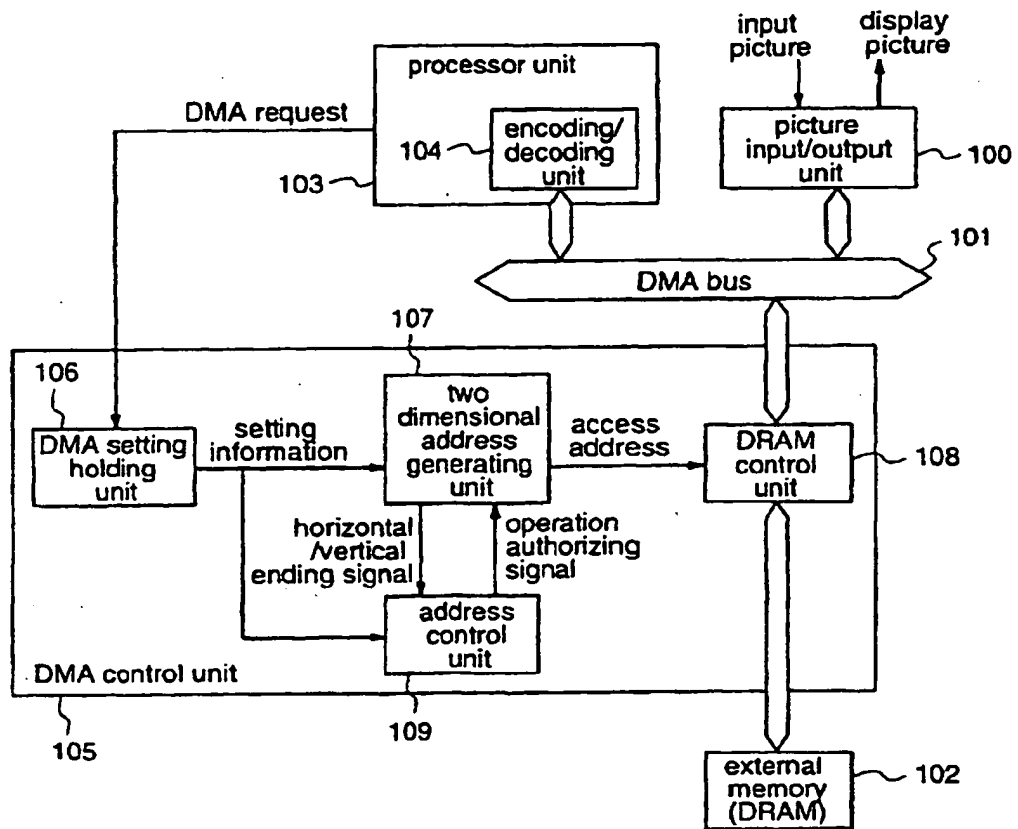 input
picture
display
picture
processor unit
DMA request
encoding/
decoding
unit
104
103
picture
input/output
unit
100
101
DMA bus
107
106
DMA setting
holding
unit
setting
information
two
dimensional
address
generating
unit
access
address
DRAM
control
unit
108
horizontal
/vertical
ending signal
operation
authorizing
signal
address
control
unit
DMA control unit
105
109
external
memory
(DRAM)
102